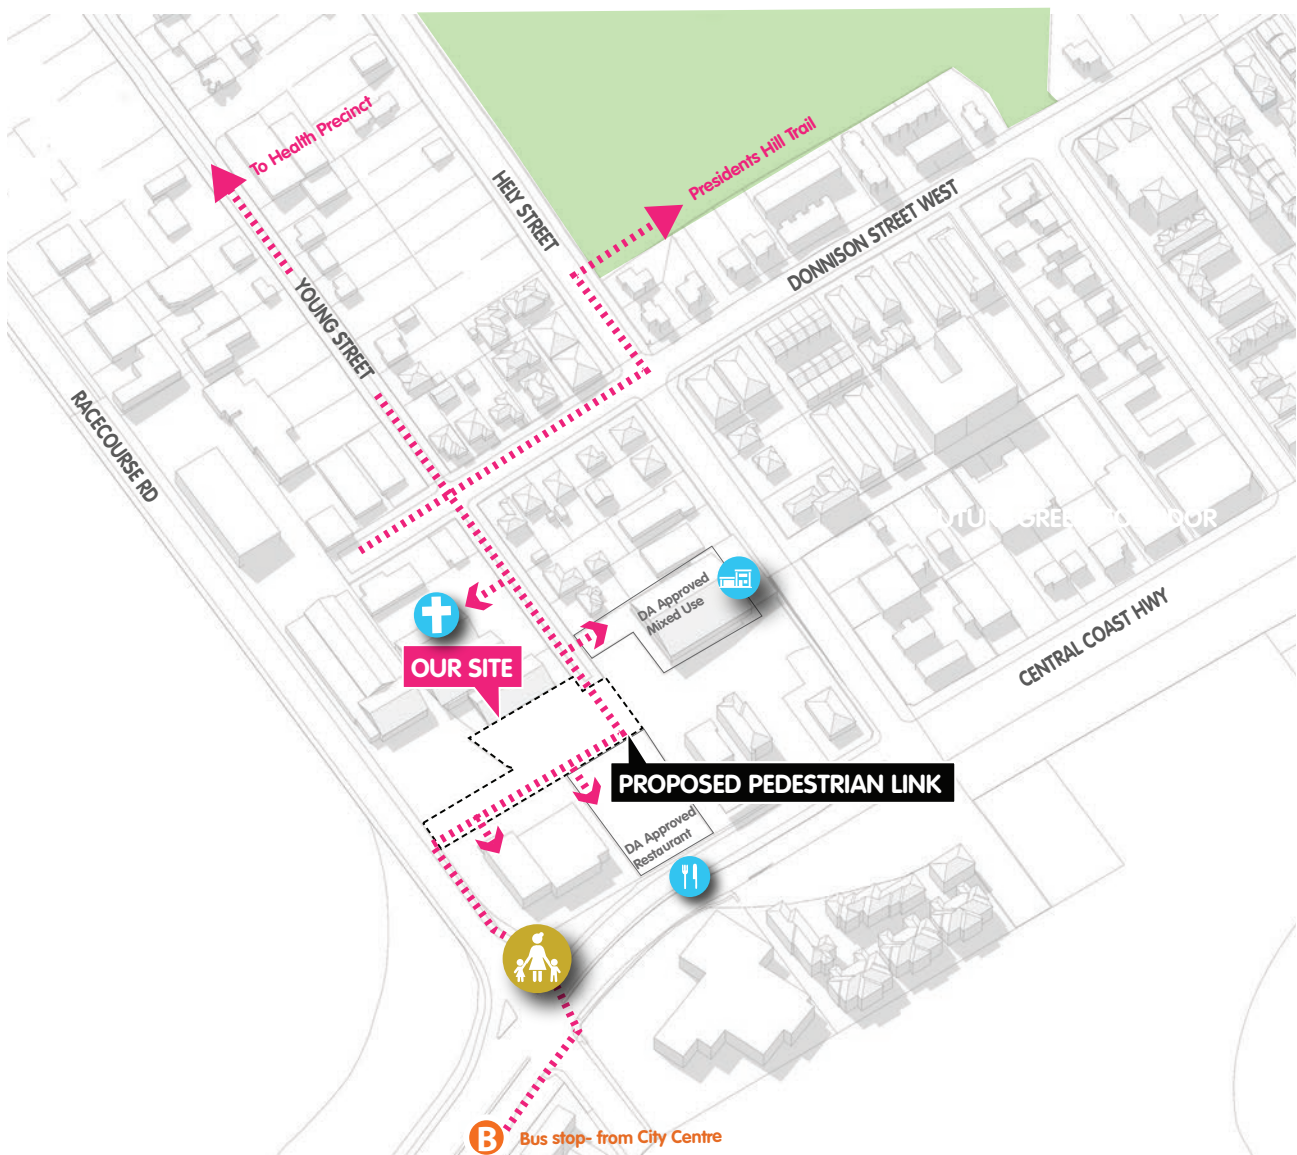 To Health Precinct
Presidents Hill Trail
HELY STREET
DONNISON STREET WEST
YOUNG STREET
RACECOURSE RD
DA Approved
Mixed Use
CENTRAL COAST HWY
OUR SITE
PROPOSED PEDESTRIAN LINK
DA Approved
Restaurant
B
Bus stop- from City Centre